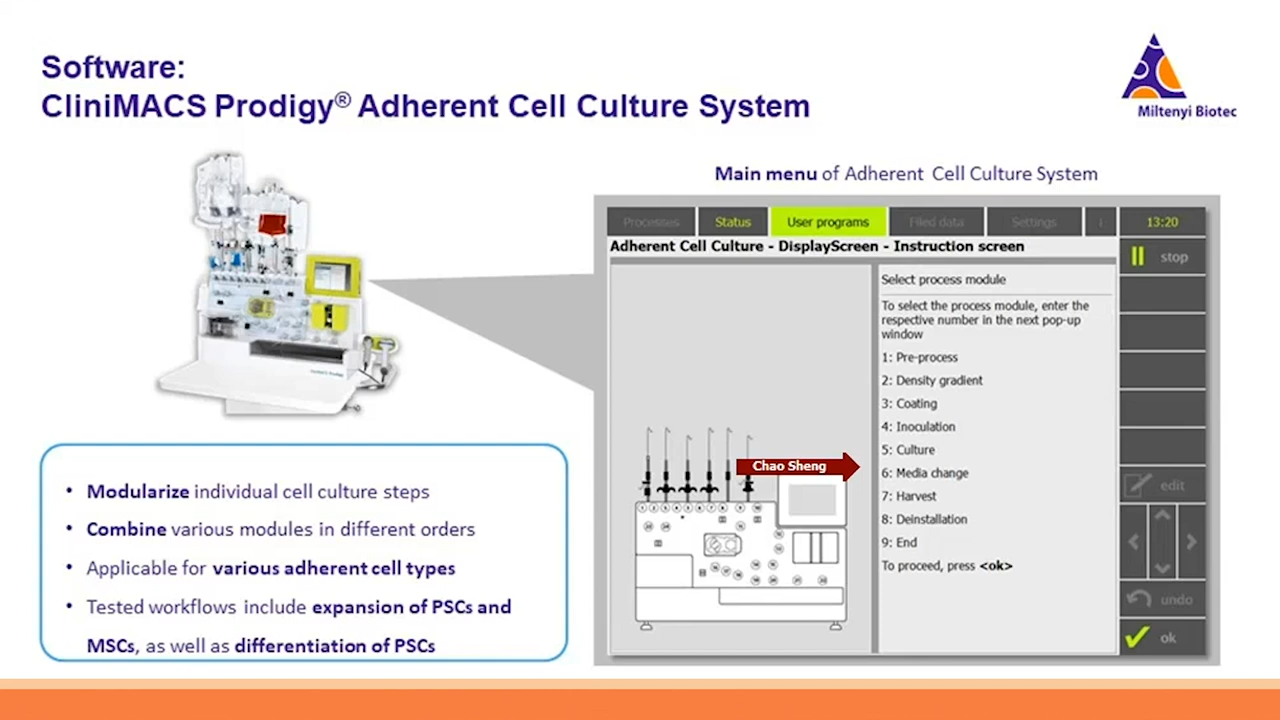 Software:
CliniMACS Prodigy® Adherent Cell Culture System
Miltenyi Biotec
Main menu of Adherent Cell Culture System
Processes
Status
User programs
Filed data
Settings
i
13:20
Adherent Cell Culture - DisplayScreen - Instruction screen
stop
Select process module
To select the process module, enter the
respective number in the next pop-up
window
1: Pre-process
2: Density gradient
3: Coating
4: Inoculation
5: Culture
6: Media change
7: Harvest
8: Deinstallation
9: End
To proceed, press <ok>
edit
undo
ok
Chao Sheng
• Modularize individual cell culture steps
• Combine various modules in different orders
• Applicable for various adherent cell types
• Tested workflows include expansion of PSCs and
MSCs, as well as differentiation of PSCs